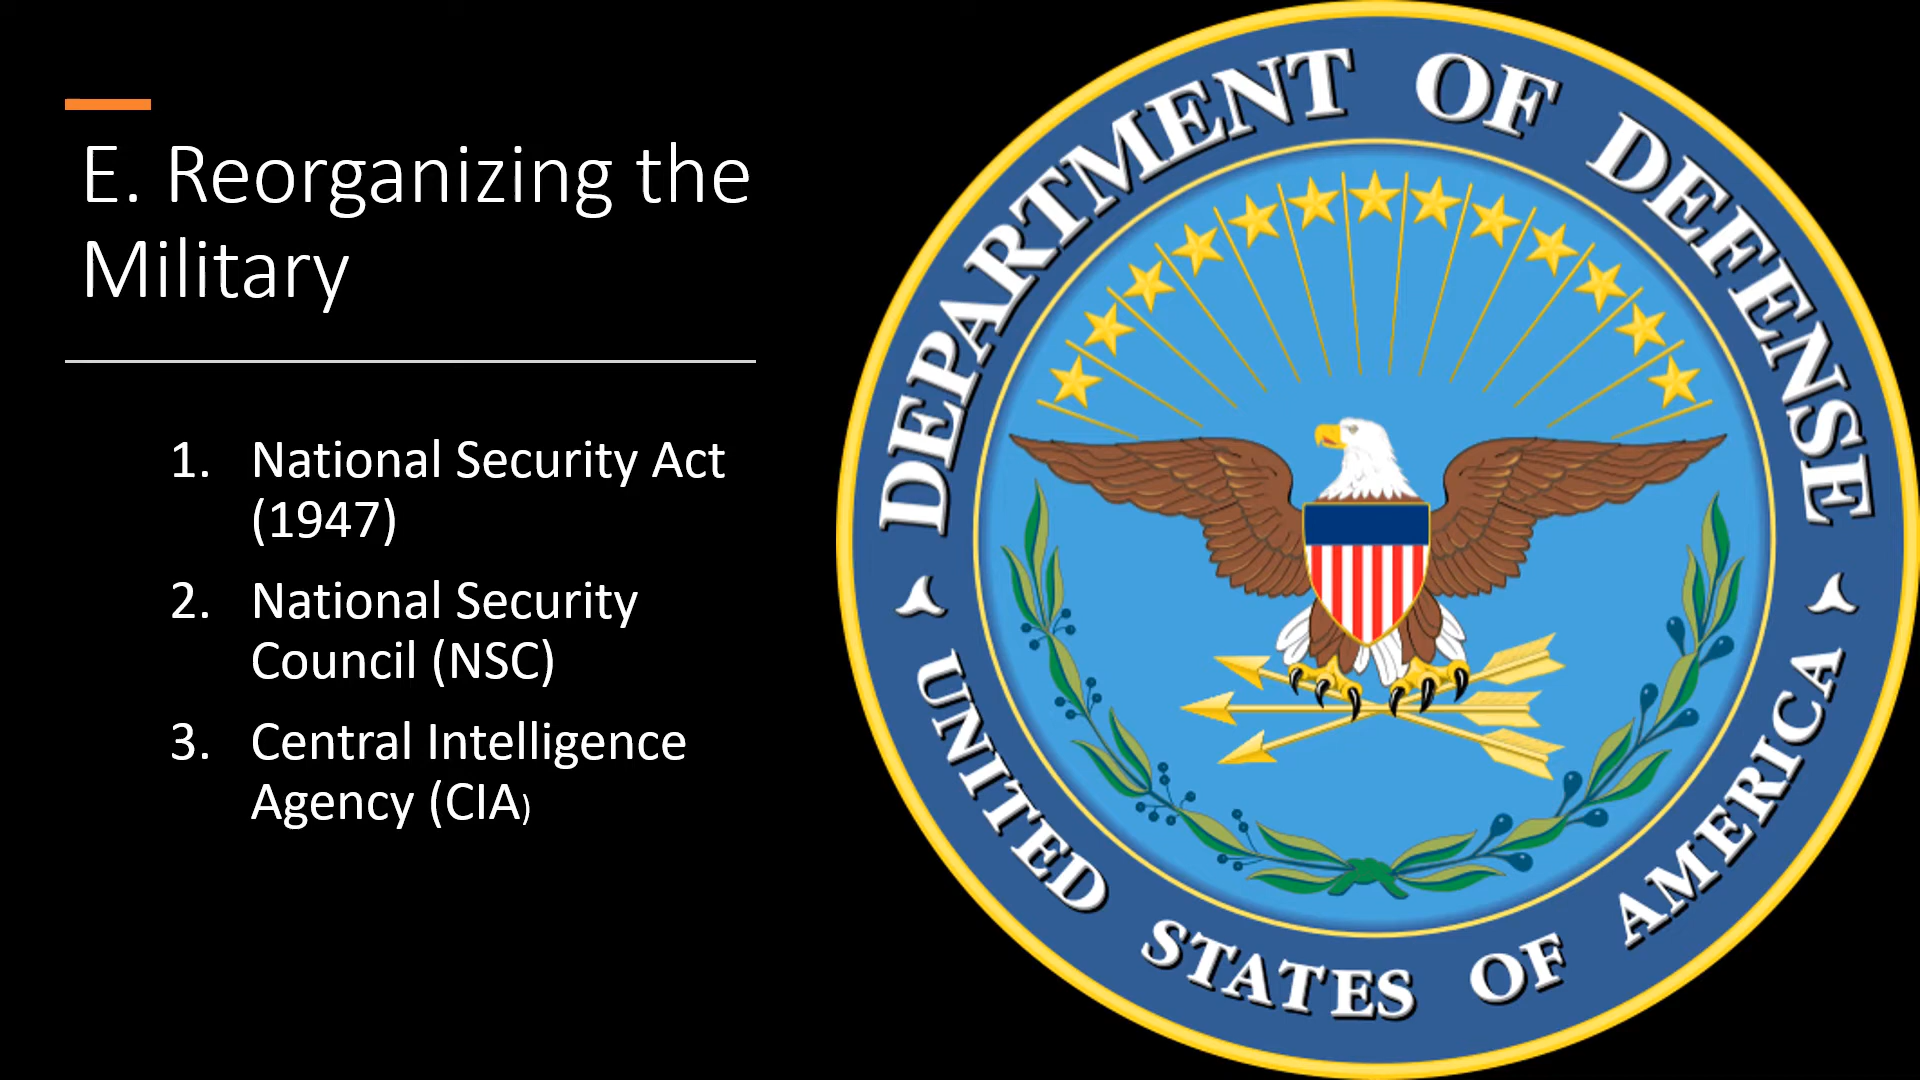 E. Reorganizing the
Military
1. National Security Act
(1947)
2. National Security
Council (NSC)
3. Central Intelligence
Agency (CIA)
DEPARTMENT OF DEFENSE
UNITED STATES OF AMERICA